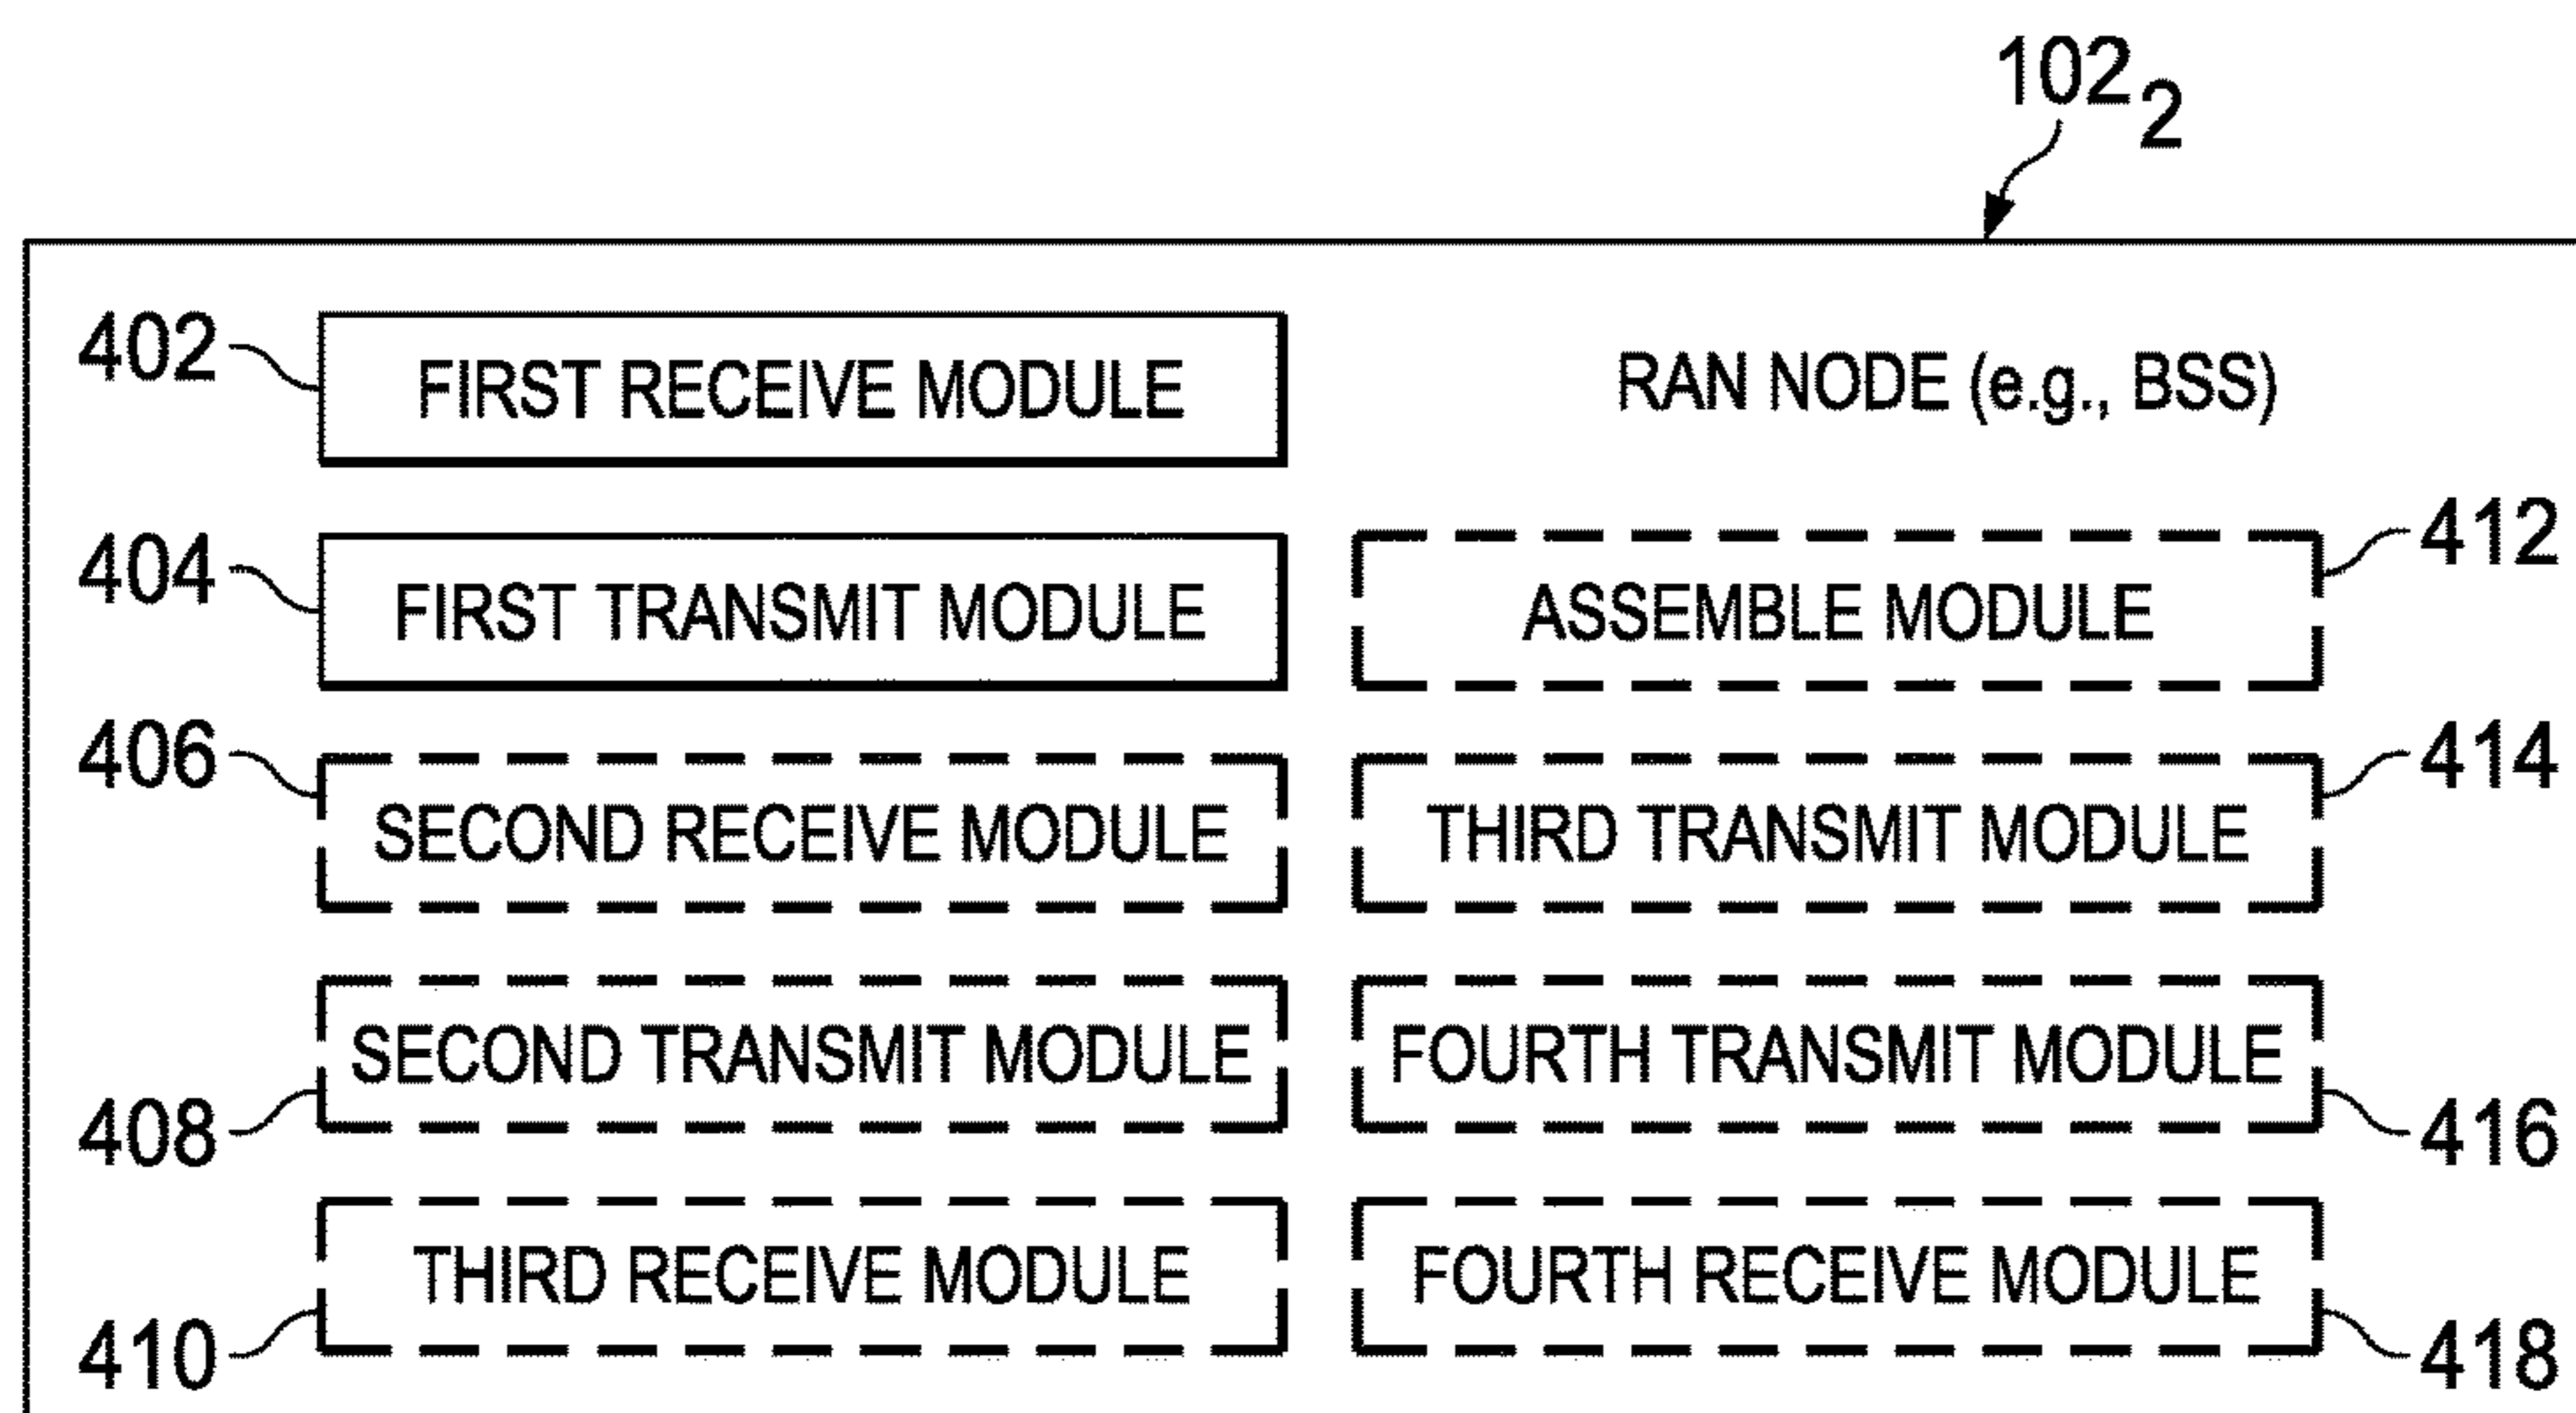 102₂
402 FIRST RECEIVE MODULE RAN NODE (e.g., BSS)
404 FIRST TRANSMIT MODULE ASSEMBLE MODULE 412
406 SECOND RECEIVE MODULE THIRD TRANSMIT MODULE 414
408 SECOND TRANSMIT MODULE FOURTH TRANSMIT MODULE 416
410 THIRD RECEIVE MODULE FOURTH RECEIVE MODULE 418